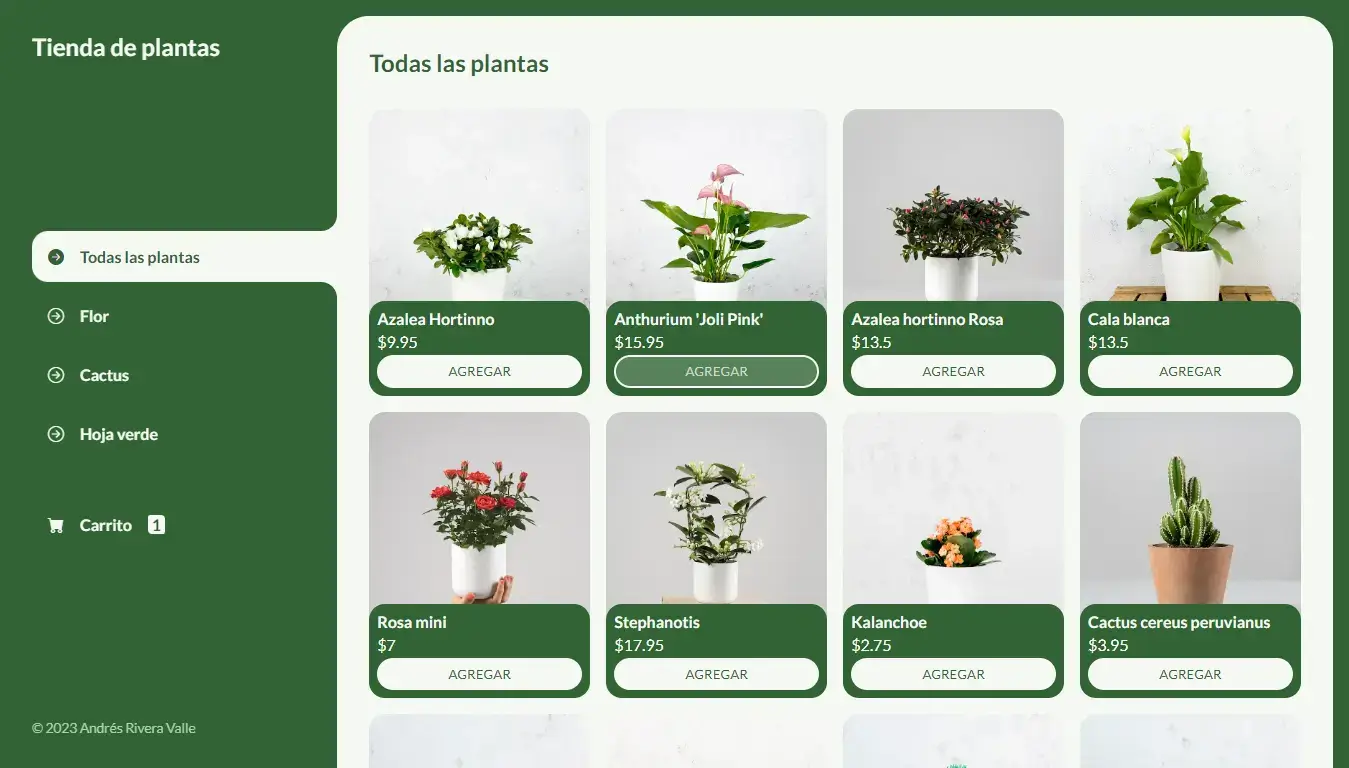 Tienda de plantas
Todas las plantas
Flor
Cactus
Hoja verde
Carrito 1
© 2023 Andrés Rivera Valle
Todas las plantas
Azalea Hortinno
$9.95
AGREGAR
Anthurium 'Joli Pink'
$15.95
AGREGAR
Azalea hortinno Rosa
$13.5
AGREGAR
Cala blanca
$13.5
AGREGAR
Rosa mini
$7
AGREGAR
Stephanotis
$17.95
AGREGAR
Kalanchoe
$2.75
AGREGAR
Cactus cereus peruvianus
$3.95
AGREGAR